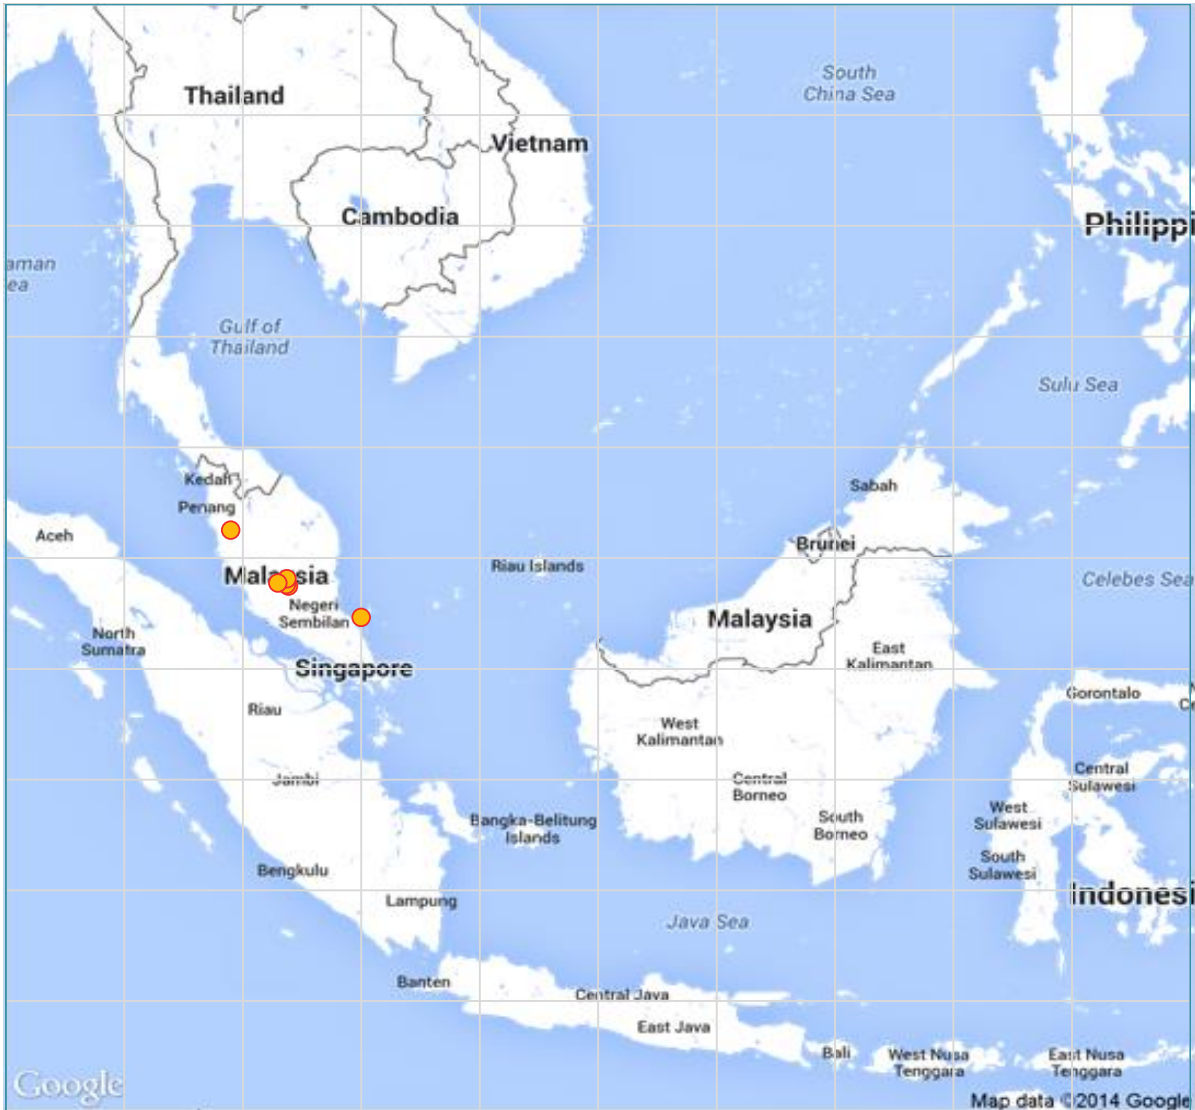 South
China Sea
Thailand
Vietnam
Cambodia
Philippi
aman
ea
Gulf of
Thailand
Sulu Sea
Kedah
Sabah
Penang
Aceh
Brunei
Riau Islands
Malaysia
Celebes Sea
Negeri
Sembilan
Malaysia
North
Sumatra
East
Kalimantan
Singapore
Gorontalo
N
Ce
Riau
West
Kalimantan
Jambi
Central
Borneo
Central
Sulawesi
West
Sulawesi
Bangka-Belitung
Islands
South
Borneo
South
Sulawesi
Bengkulu
Lampung
Indonesi
Java Sea
Banten
Central Java
East Java
Bali
West Nusa
Tenggara
East Nusa
Tenggara
Google
Map data ©2014 Google